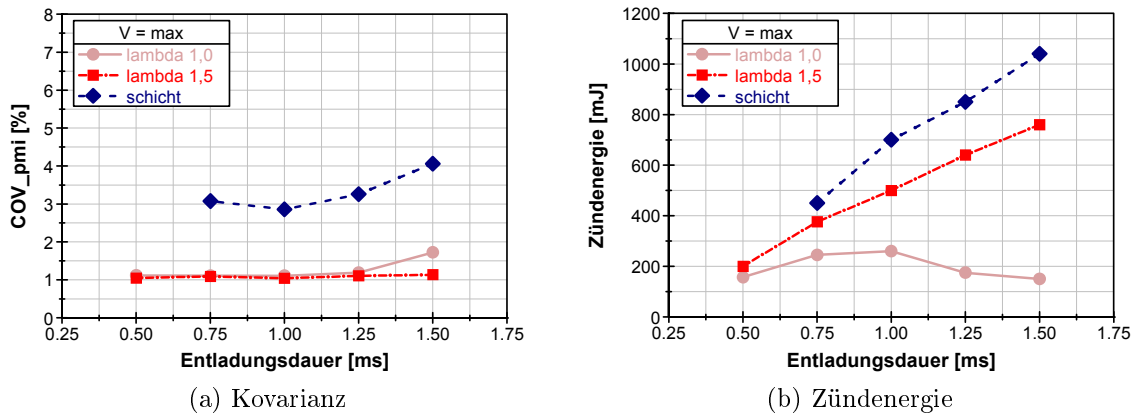 COV_pmi [%]
8
7
6
5
4
3
2
1
0
V = max
lambda 1,0
lambda 1,5
schicht
0.25 0.50 0.75 1.00 1.25 1.50 1.75
Entladungsdauer [ms]
(a) Kovarianz
Zündenergie [mJ]
1200
1000
800
600
400
200
0
V = max
lambda 1,0
lambda 1,5
schicht
0.25 0.50 0.75 1.00 1.25 1.50 1.75
Entladungsdauer [ms]
(b) Zündenergie